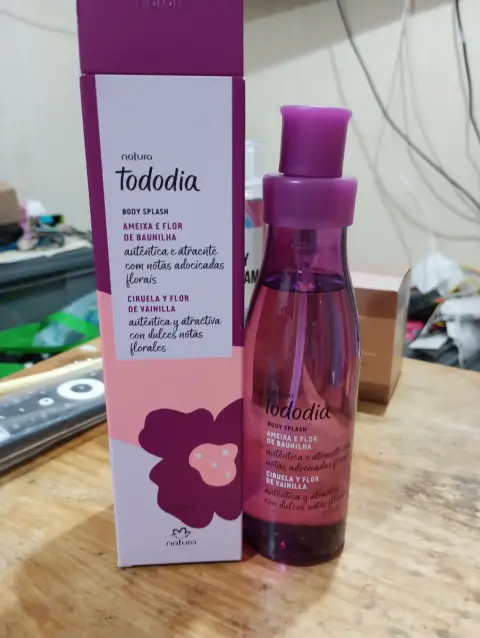 natura
Tododia
BODY SPLASH
AMEIXA E FLOR
DE BAUNILHA
autêntica e atraente
com notas adocicadas
florais
CIRUELA Y FLOR
DE VAINILLA
auténtica y atractiva
con dulces notas
florales
natura
Tododia
BODY SPLASH
AMEIXA E FLOR
DE BAUNILHA
autêntica e atraente com
notas adocicadas
CIRUELA Y FLOR
DE VAINILLA
auténtica y atractiva
con dulces notas
florales
natura